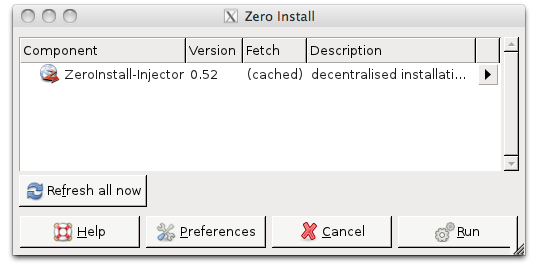 Zero Install
Component Version Fetch Description
ZeroInstall-Injector 0.52 (cached) decentralised installati...
Refresh all now
Help Preferences Cancel Run